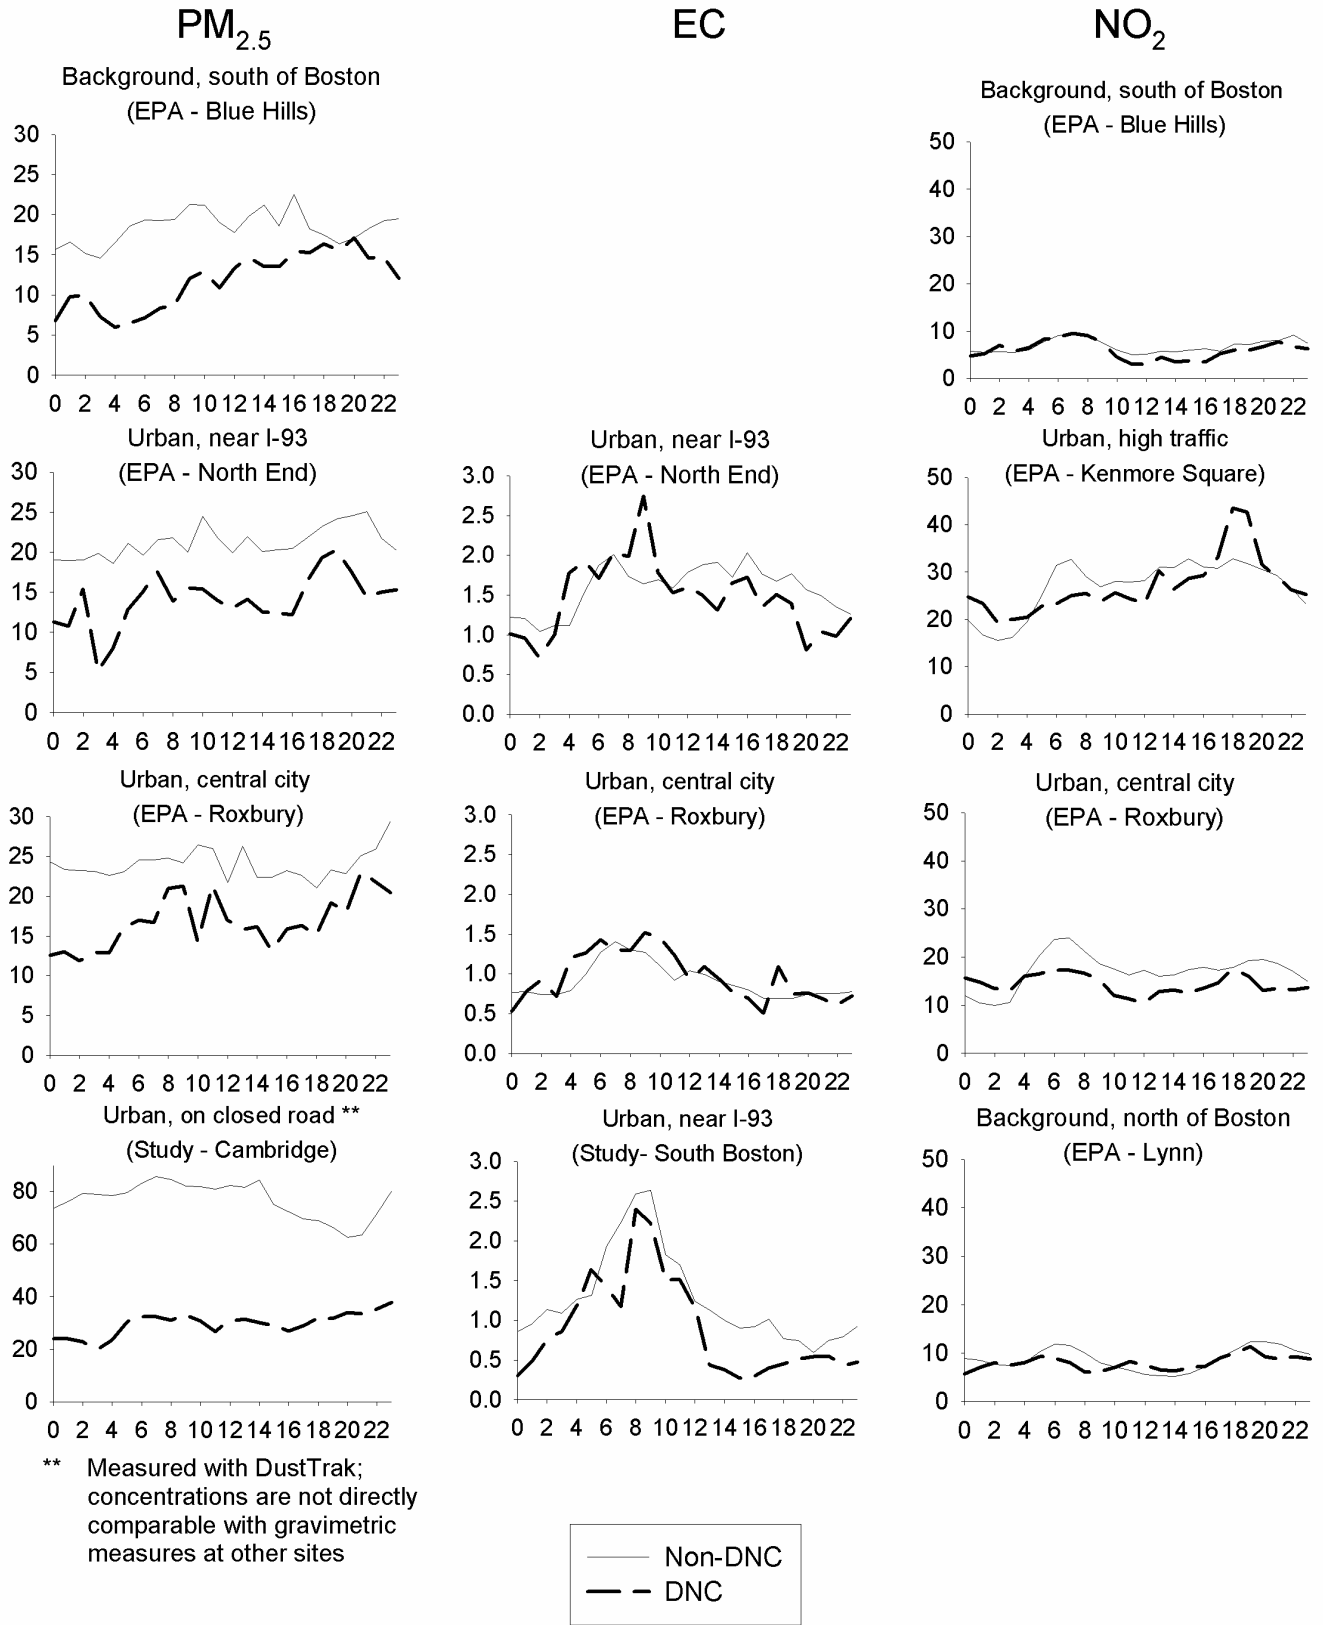 PM2.5
EC
NO2
Background, south of Boston
(EPA - Blue Hills)
30
25
20
15
10
5
0
0 2 4 6 8 10 12 14 16 18 20 22
Background, south of Boston
(EPA - Blue Hills)
50
40
30
20
10
0
0 2 4 6 8 10 12 14 16 18 20 22
Urban, near I-93
(EPA - North End)
30
25
20
15
10
5
0
0 2 4 6 8 10 12 14 16 18 20 22
Urban, near I-93
(EPA - North End)
3.0
2.5
2.0
1.5
1.0
0.5
0.0
0 2 4 6 8 10 12 14 16 18 20 22
Urban, high traffic
(EPA - Kenmore Square)
50
40
30
20
10
0
0 2 4 6 8 10 12 14 16 18 20 22
Urban, central city
(EPA - Roxbury)
30
25
20
15
10
5
0
0 2 4 6 8 10 12 14 16 18 20 22
Urban, central city
(EPA - Roxbury)
3.0
2.5
2.0
1.5
1.0
0.5
0.0
0 2 4 6 8 10 12 14 16 18 20 22
Urban, central city
(EPA - Roxbury)
50
40
30
20
10
0
0 2 4 6 8 10 12 14 16 18 20 22
Urban, on closed road **
(Study - Cambridge)
80
60
40
20
0
0 2 4 6 8 10 12 14 16 18 20 22
Urban, near I-93
(Study- South Boston)
3.0
2.5
2.0
1.5
1.0
0.5
0.0
0 2 4 6 8 10 12 14 16 18 20 22
Background, north of Boston
(EPA - Lynn)
50
40
30
20
10
0
0 2 4 6 8 10 12 14 16 18 20 22
** Measured with DustTrak;
concentrations are not directly
comparable with gravimetric
measures at other sites
Non-DNC
DNC